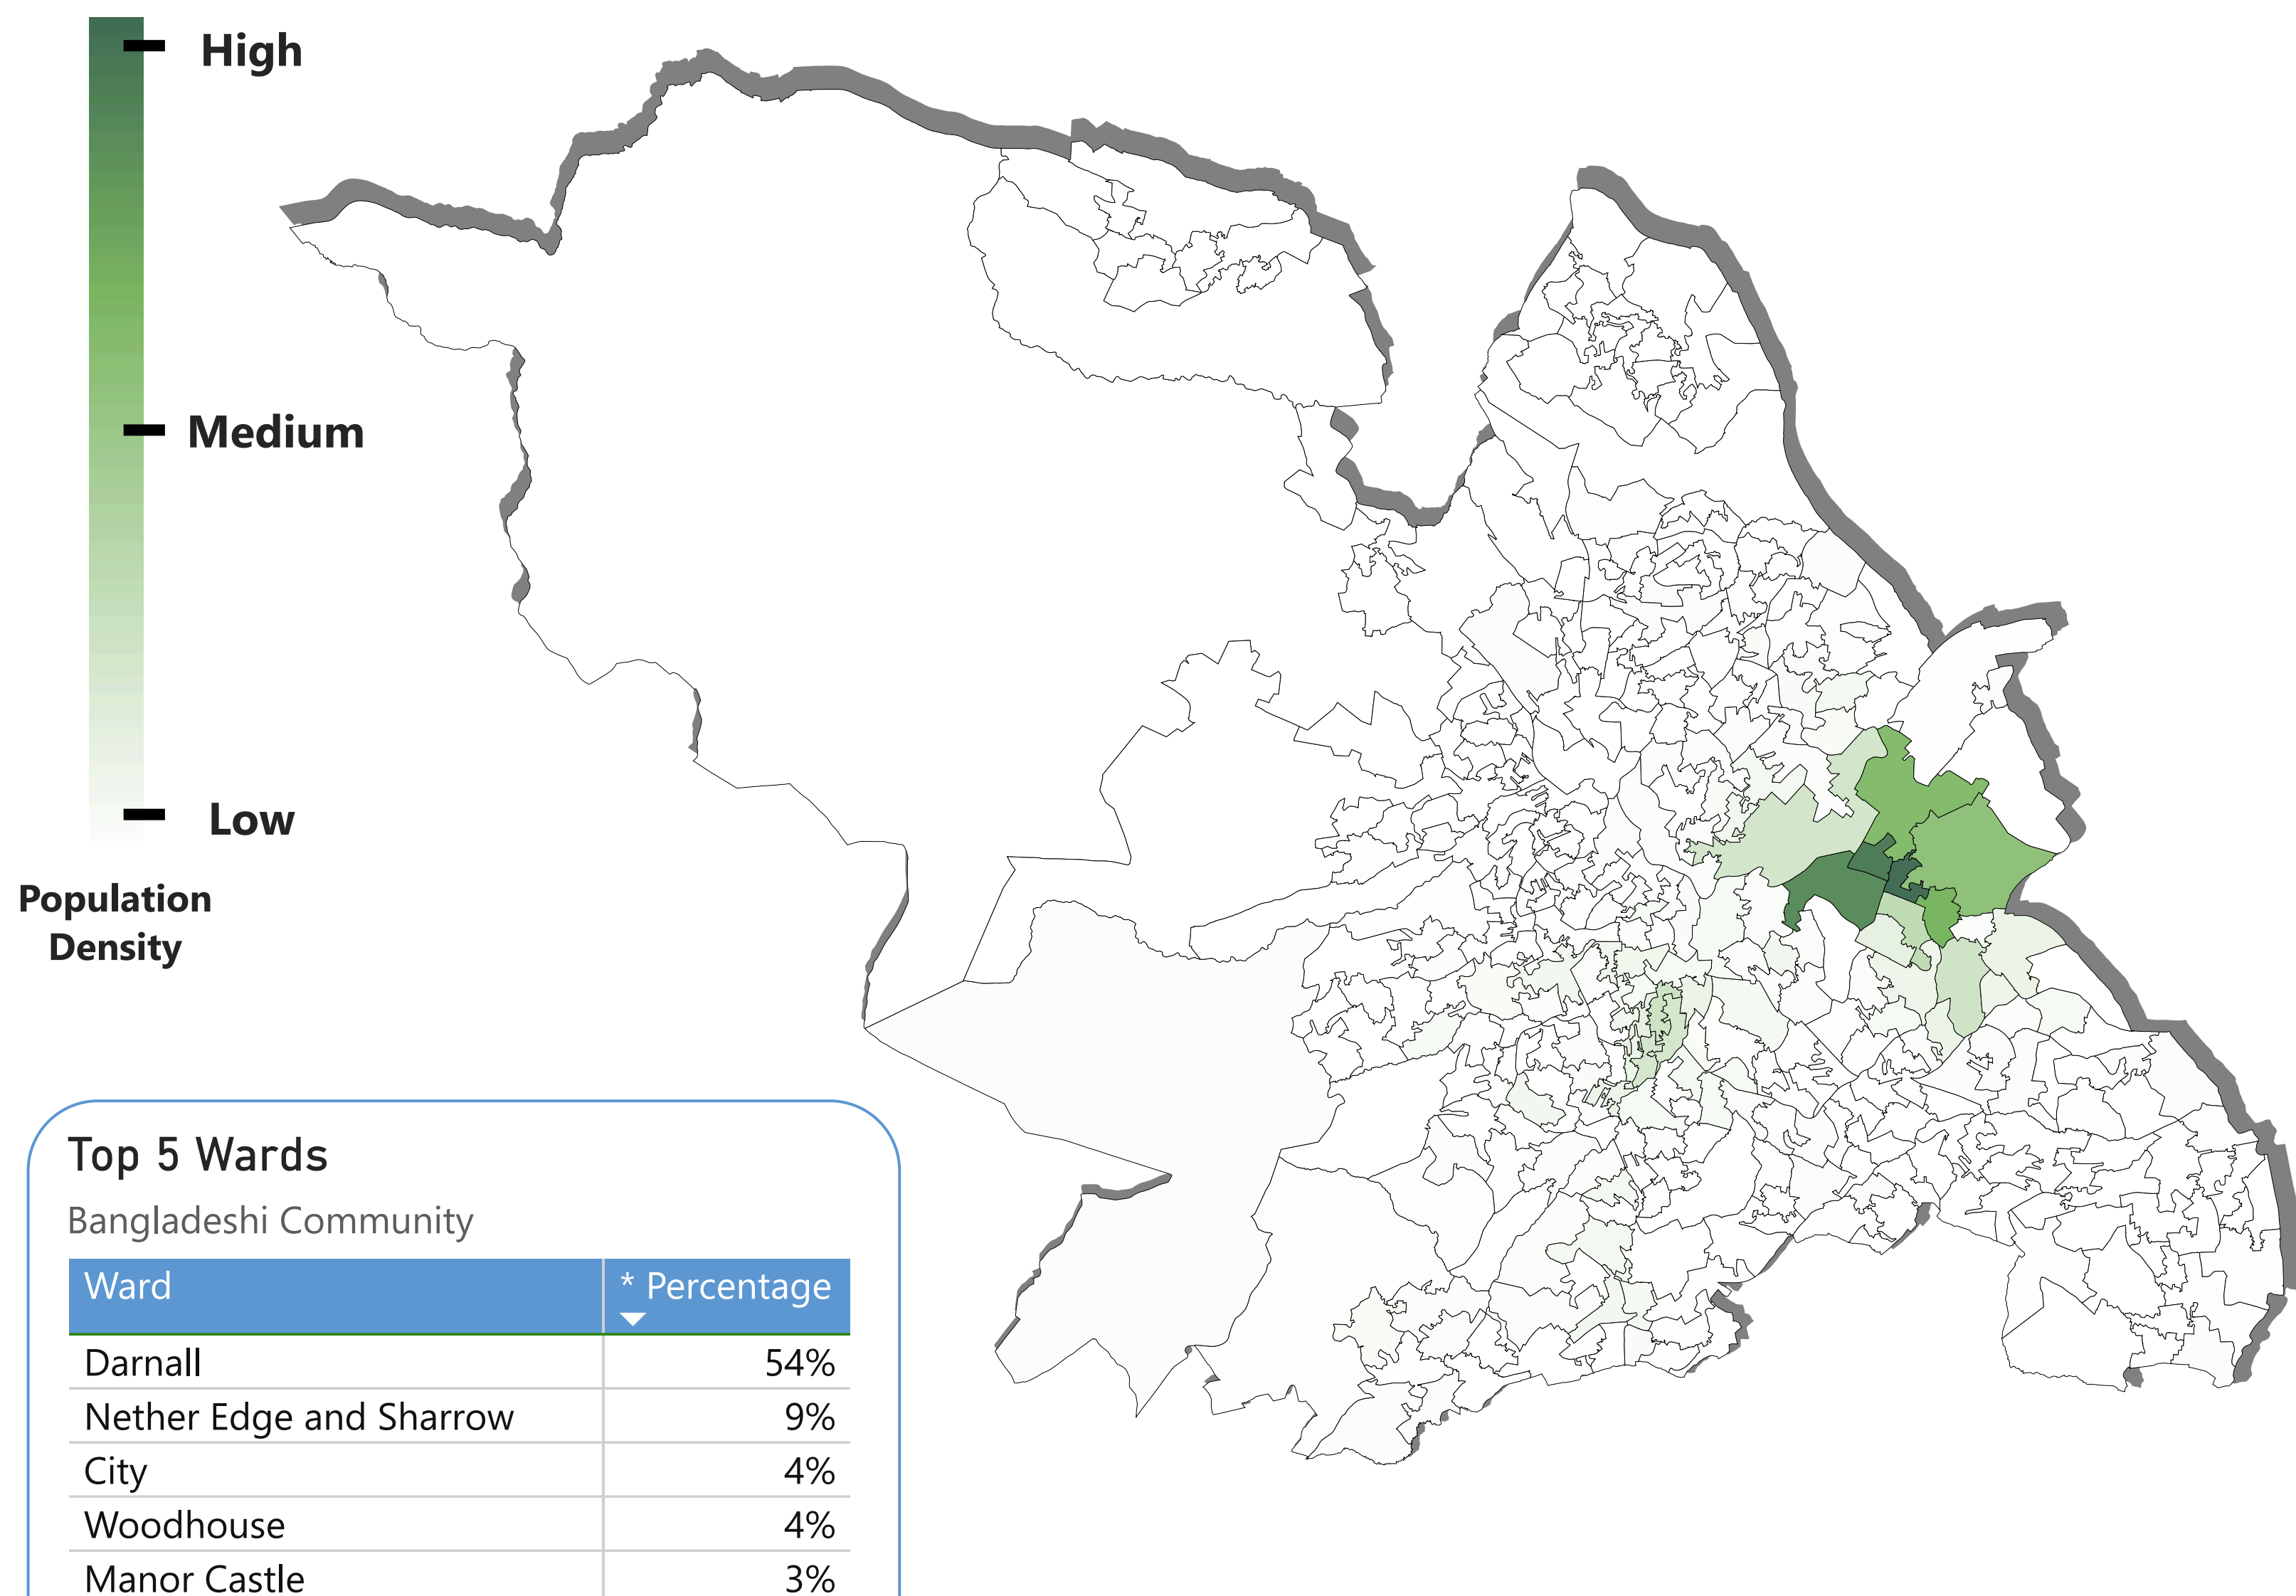 High
Medium
Low
Population
Density
Top 5 Wards
Bangladeshi Community
Ward * Percentage
Darnall 54%
Nether Edge and Sharrow 9%
City 4%
Woodhouse 4%
Manor Castle 3%